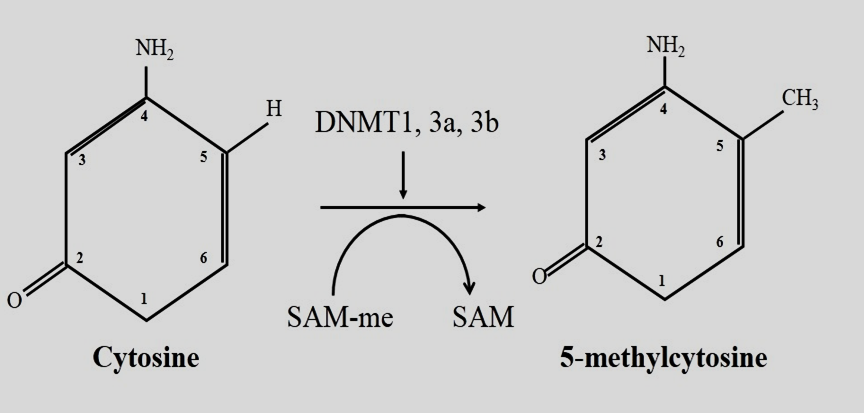 NH2
H
4
3
5
2
6
1
O
Cytosine
DNMT1, 3a, 3b
SAM-me
SAM
NH2
CH3
4
3
5
2
6
1
O
5-methylcytosine